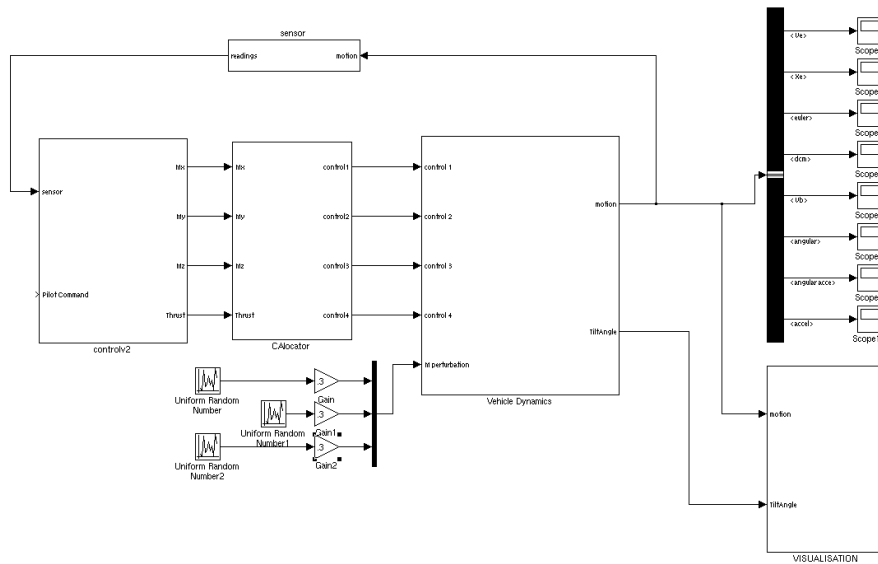 sensor
readings
motion
sensor
Pilot Command
Mx
My
Mz
Thrust
controlv2
Mx
My
Mz
Thrust
control1
control2
control3
control4
CAlocator
control 1
control 2
control 3
control 4
M perturbation
motion
TiltAngle
Vehicle Dynamics
Uniform Random
Number
Uniform Random
Number1
Uniform Random
Number2
.3
Gain
.3
Gain1
.3
Gain2
<Ve>
Scope
<Xe>
Scope
<euler>
Scope
<dcm>
Scope
<Vb>
Scope
<angular>
Scope
<angular acce>
Scope
<accel>
Scope1
motion
TiltAngle
VISUALISATION